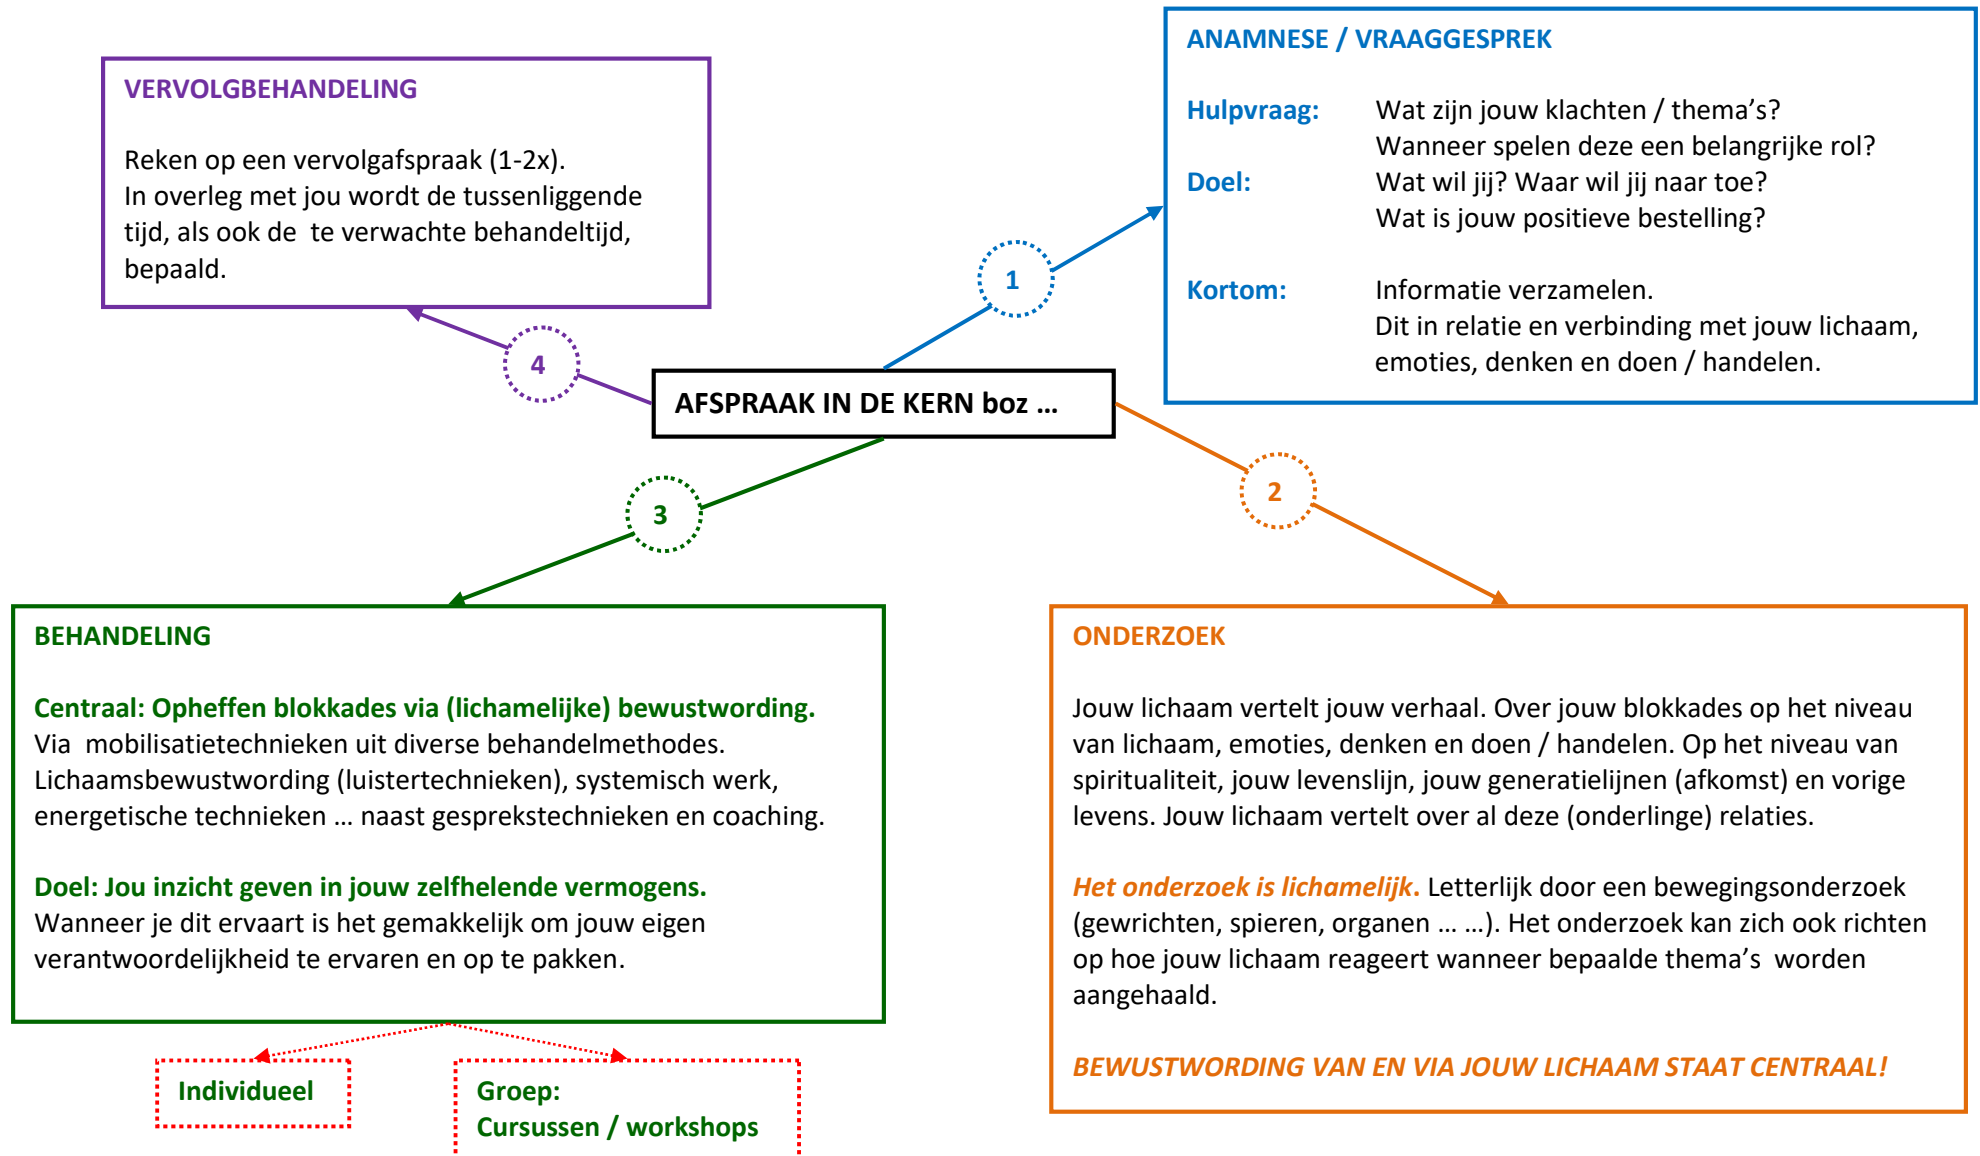 ANAMNESE / VRAAGGESPREK
Hulpvraag: Wat zijn jouw klachten / thema's?
Wanneer spelen deze een belangrijke rol?
Doel: Wat wil jij? Waar wil jij naar toe?
Wat is jouw positieve bestelling?
Kortom: Informatie verzamelen.
Dit in relatie en verbinding met jouw lichaam,
emoties, denken en doen / handelen.
VERVOLGBEHANDELING
Reken op een vervolgafspraak (1-2x).
In overleg met jou wordt de tussenliggende
tijd, als ook de te verwachte behandeltijd,
bepaald.
1
4
AFSPRAAK IN DE KERN boz …
3
2
BEHANDELING
Centraal: Opheffen blokkades via (lichamelijke) bewustwording.
Via mobilisatietechnieken uit diverse behandelmethodes.
Lichaamsbewustwording (luistertechnieken), systemisch werk,
energetische technieken … naast gesprekstechnieken en coaching.
Doel: Jou inzicht geven in jouw zelfhelende vermogens.
Wanneer je dit ervaart is het gemakkelijk om jouw eigen
verantwoordelijkheid te ervaren en op te pakken.
Individueel
Groep:
Cursussen / workshops
ONDERZOEK
Jouw lichaam vertelt jouw verhaal. Over jouw blokkades op het niveau
van lichaam, emoties, denken en doen / handelen. Op het niveau van
spiritualiteit, jouw levenslijn, jouw generatielijnen (afkomst) en vorige
levens. Jouw lichaam vertelt over al deze (onderlinge) relaties.
Het onderzoek is lichamelijk. Letterlijk door een bewegingsonderzoek
(gewrichten, spieren, organen … …). Het onderzoek kan zich ook richten
op hoe jouw lichaam reageert wanneer bepaalde thema's worden
aangehaald.
BEWUSTWORDING VAN EN VIA JOUW LICHAAM STAAT CENTRAAL!